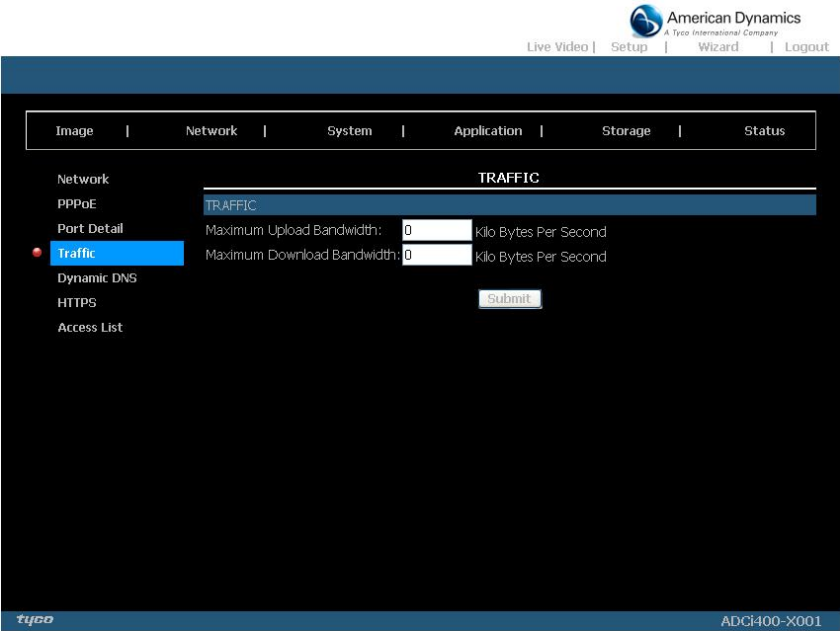 American Dynamics
A Tyco International Company
Live Video | Setup | Wizard | Logout
Image | Network | System | Application | Storage | Status
Network
PPPoE
Port Detail
Traffic
Dynamic DNS
HTTPS
Access List
TRAFFIC
TRAFFIC
Maximum Upload Bandwidth: 0 Kilo Bytes Per Second
Maximum Download Bandwidth: 0 Kilo Bytes Per Second
Submit
tyco
ADCi400-X001